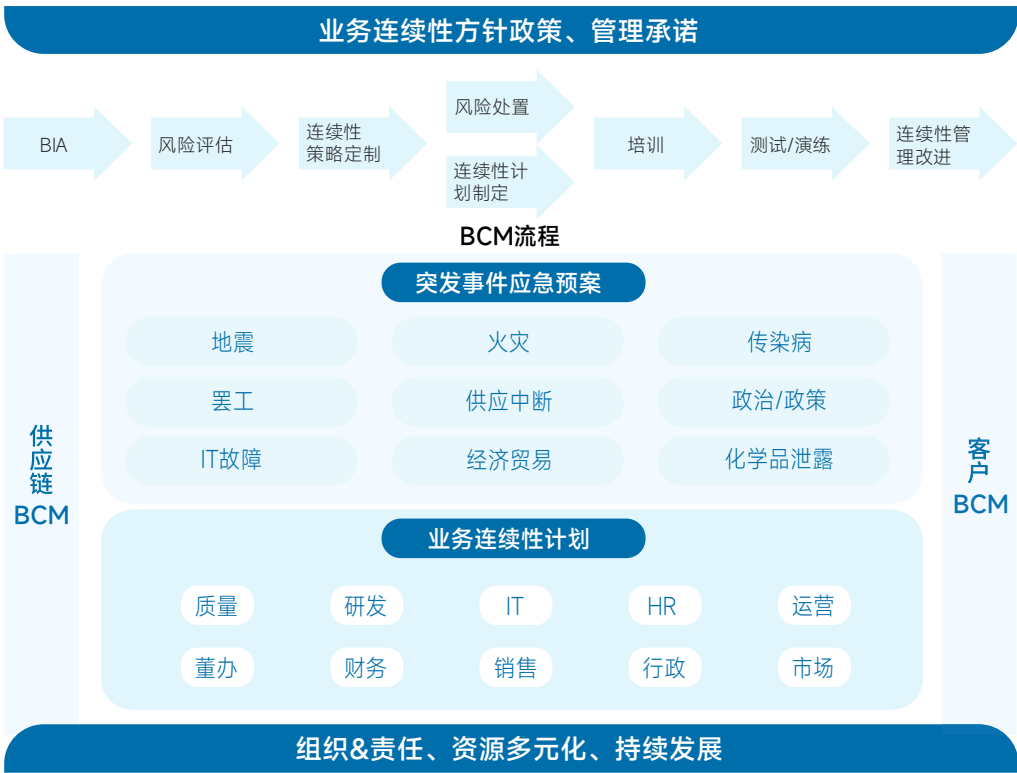 业务连续性方针政策、管理承诺
BIA
风险评估
连续性
策略定制
风险处置
连续性计
划制定
培训
测试/演练
连续性管
理改进
BCM流程
供
应
链
BCM
突发事件应急预案
地震
火灾
传染病
罢工
供应中断
政治/政策
IT故障
经济贸易
化学品泄露
业务连续性计划
质量
研发
IT
HR
运营
董办
财务
销售
行政
市场
客
户
BCM
组织&责任、资源多元化、持续发展